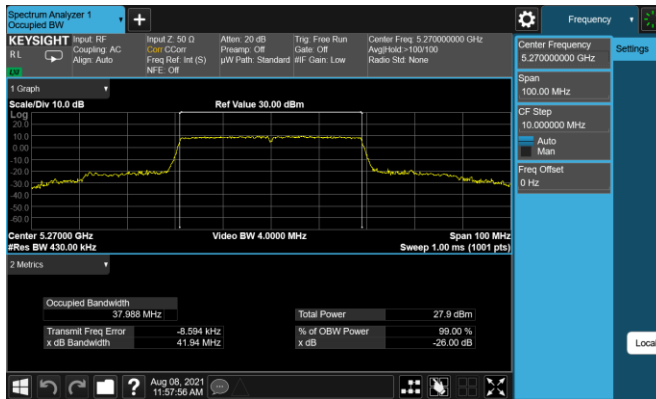 Spectrum Analyzer 1
Occupied BW
+
Frequency
KEYSIGHT
R L
Input: RF
Coupling: AC
Align: Auto
Input Z: 50 Ω
Corr CCorr
Freq Ref: Int (S)
NFE: Off
Atten: 20 dB
Preamp: Off
µW Path: Standard
Trig: Free Run
Gate: Off
#IF Gain: Low
Center Freq: 5.270000000 GHz
Avg|Hold:>100/100
Radio Std: None
Center Frequency
5.270000000 GHz
Settings
Span
100.00 MHz
CF Step
10.000000 MHz
Auto
Man
Freq Offset
0 Hz
1 Graph
Scale/Div 10.0 dB
Ref Value 30.00 dBm
Log
20.0
10.0
0.00
-10.0
-20.0
-30.0
-40.0
-50.0
-60.0
Center 5.27000 GHz
Video BW 4.0000 MHz
Span 100 MHz
#Res BW 430.00 kHz
Sweep 1.00 ms (1001 pts)
2 Metrics
Occupied Bandwidth
37.988 MHz
Total Power
27.9 dBm
Transmit Freq Error
-8.594 kHz
% of OBW Power
99.00 %
x dB Bandwidth
41.94 MHz
x dB
-26.00 dB
Local
?
Aug 08, 2021
11:57:56 AM